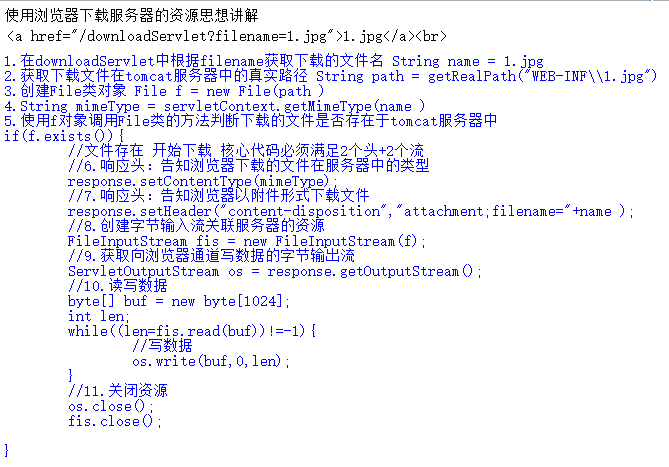 使用浏览器下载服务器的资源思想讲解
<a href="/downloadServlet?filename=1.jpg">1.jpg</a><br>
1.在downloadServlet中根据filename获取下载的文件名 String name = 1.jpg
2.获取下载文件在tomcat服务器中的真实路径 String path = getRealPath("WEB-INF\\1.jpg")
3.创建File类对象 File f = new File(path )
4.String mimeType = servletContext.getMimeType(name )
5.使用f对象调用File类的方法判断下载的文件是否存在于tomcat服务器中
if(f.exists()){
//文件存在 开始下载 核心代码必须满足2个头+2个流
//6.响应头：告知浏览器下载的文件在服务器中的类型
response.setContentType(mimeType);
//7.响应头：告知浏览器以附件形式下载文件
response.setHeader("content-disposition","attachment;filename="+name );
//8.创建字节输入流关联服务器的资源
FileInputStream fis = new FileInputStream(f);
//9.获取向浏览器通道写数据的字节输出流
ServletOutputStream os = response.getOutputStream();
//10.读写数据
byte[] buf = new byte[1024];
int len;
while((len=fis.read(buf))!=-1){
//写数据
os.write(buf,0,len);
}
//11.关闭资源
os.close();
fis.close();
}